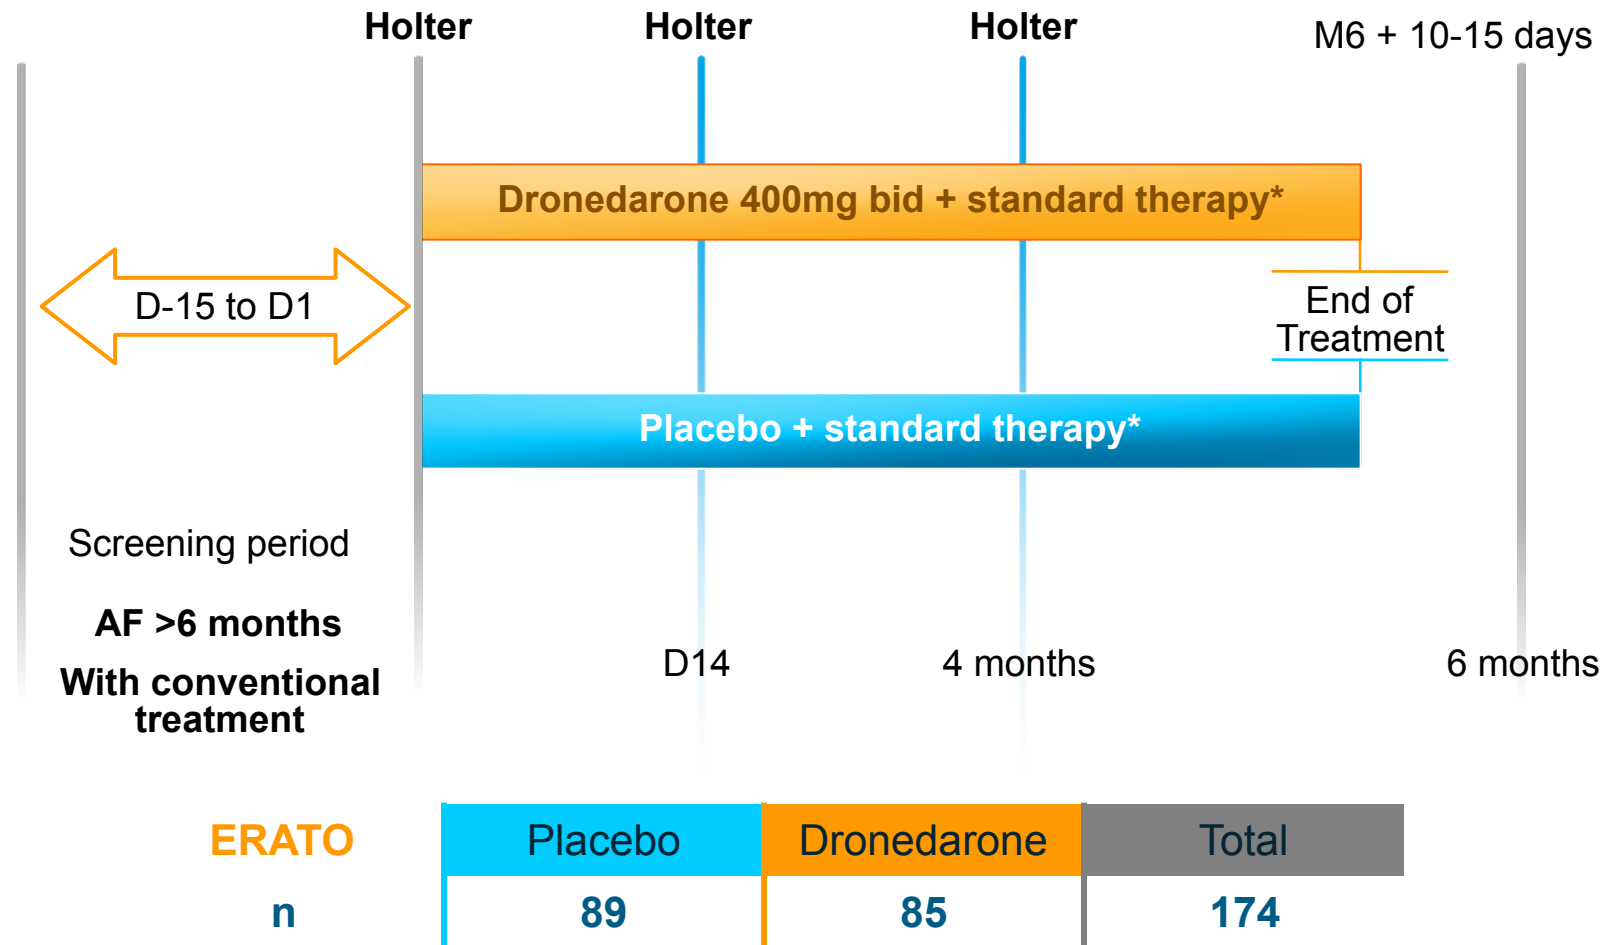 Holter
Holter
Holter
M6 + 10-15 days
Dronedarone 400mg bid + standard therapy*
D-15 to D1
End of
Treatment
Placebo + standard therapy*
Screening period
AF >6 months
With conventional
treatment
D14
4 months
6 months
ERATO Placebo Dronedarone Total
n 89 85 174